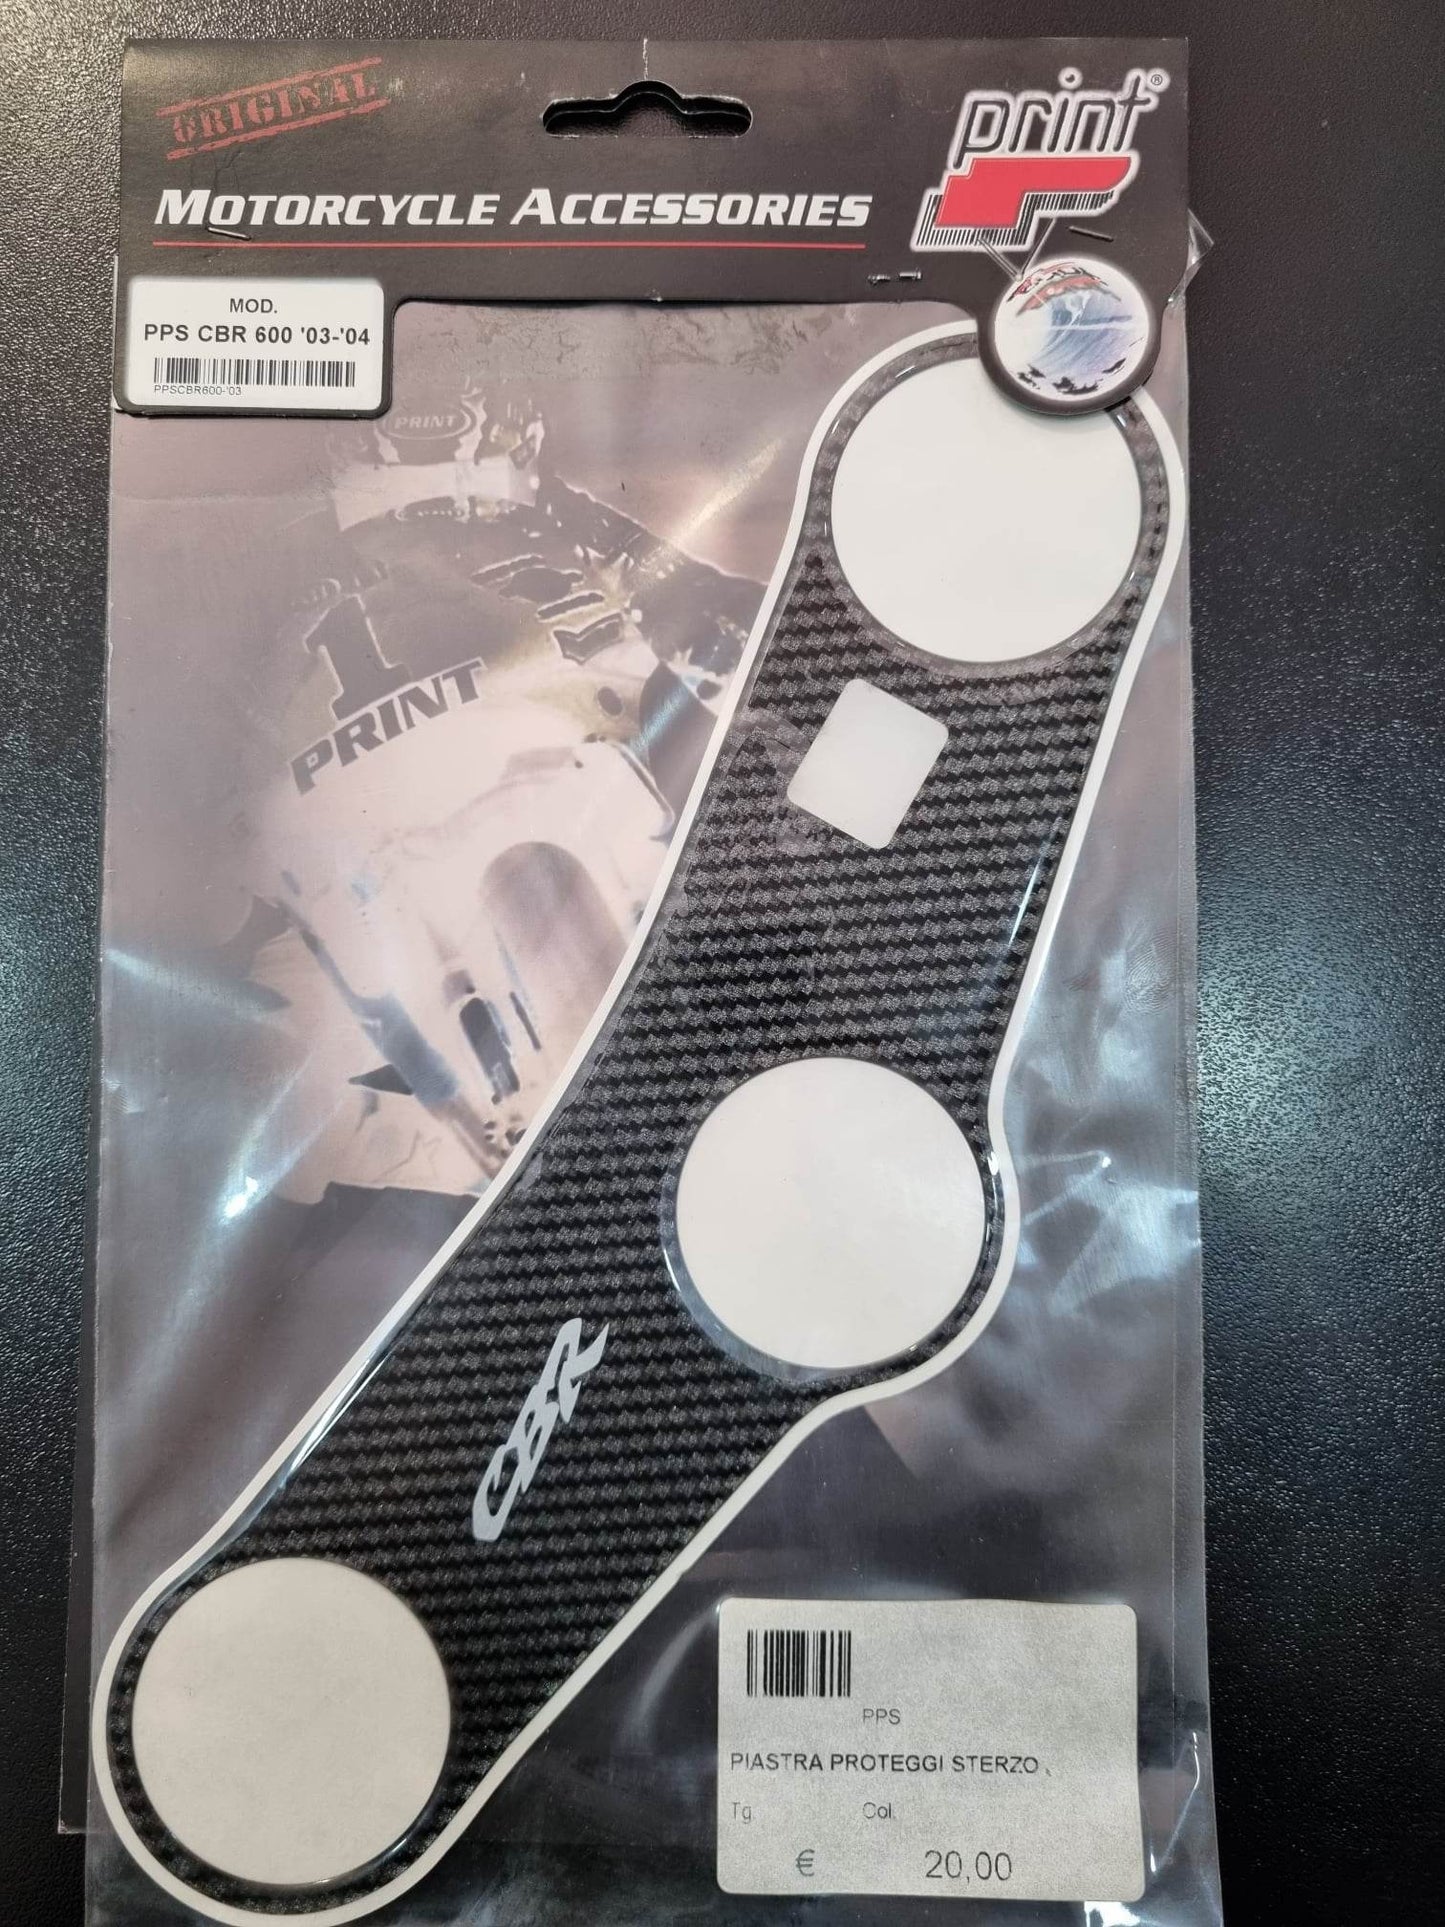 ORIGINAL
print®
MOTORCYCLE ACCESSORIES
MOD.
PPS CBR 600 '03-'04
PPSCBR600-'03
PRINT
1
PRINT
CBR
PPS
PIASTRA PROTEGGI STERZO
Tg.
Col.
€ 20,00